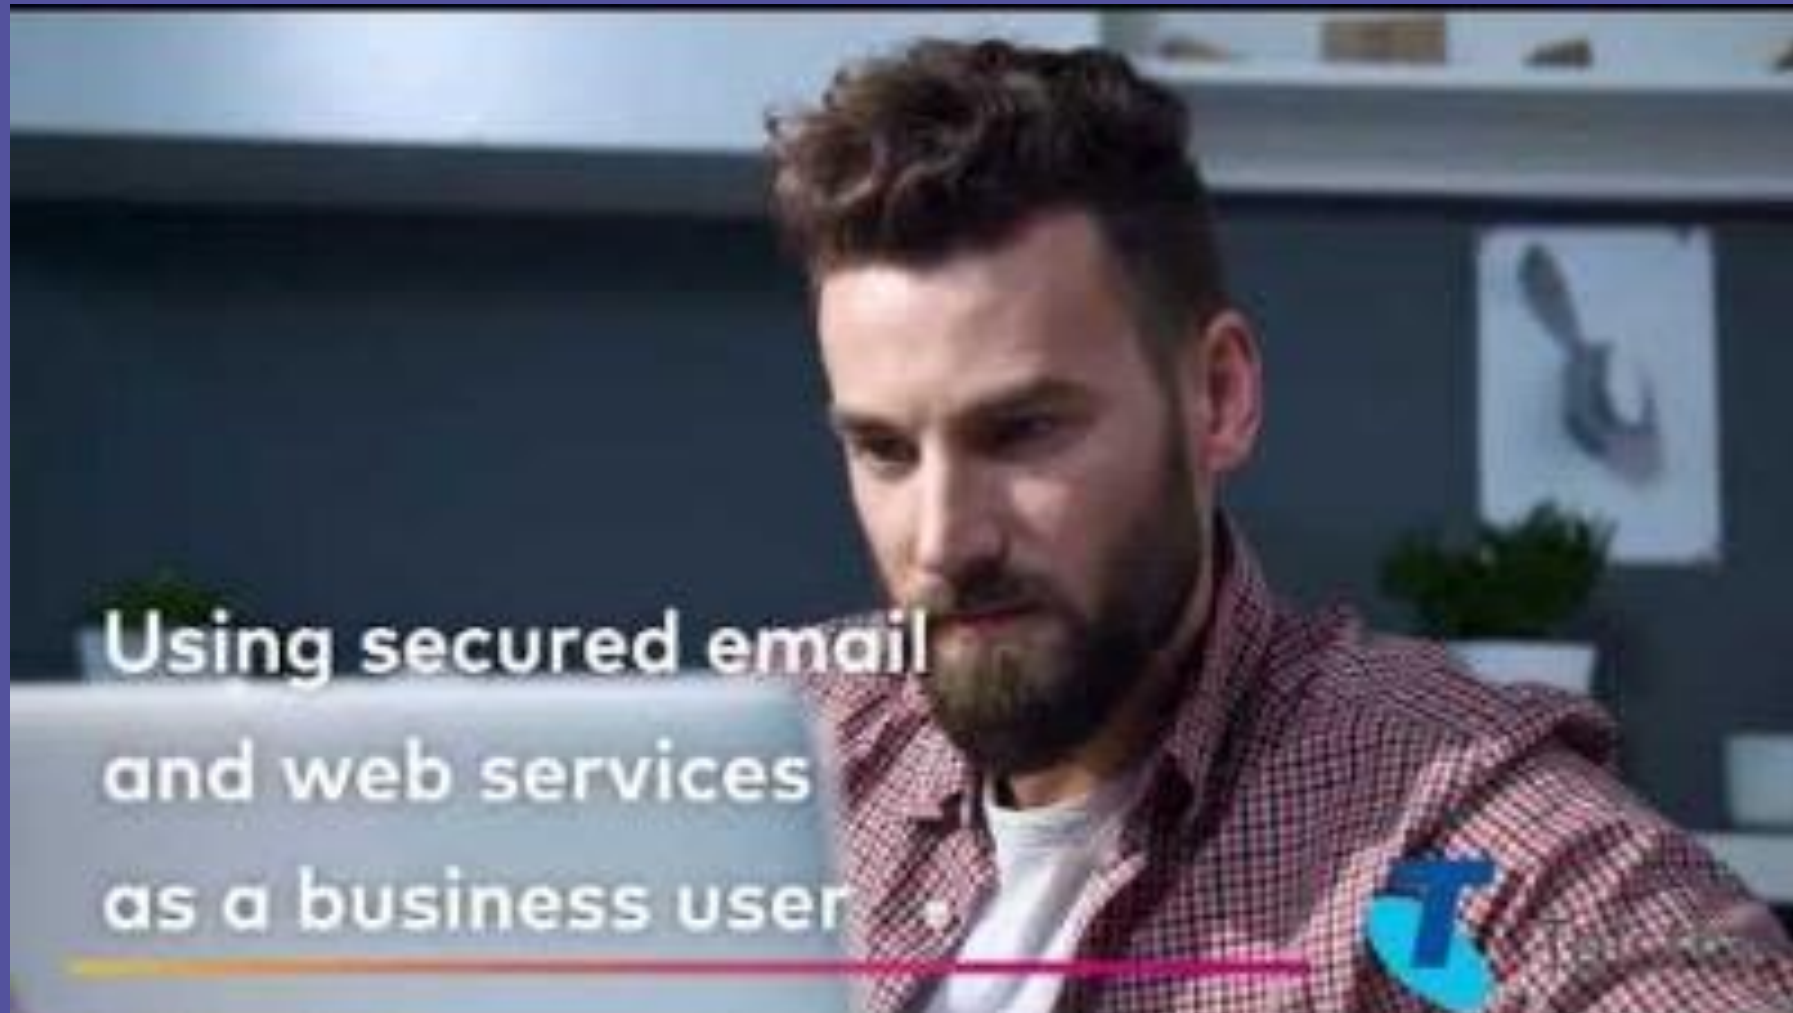 Using secured email
and web services
as a business user
T